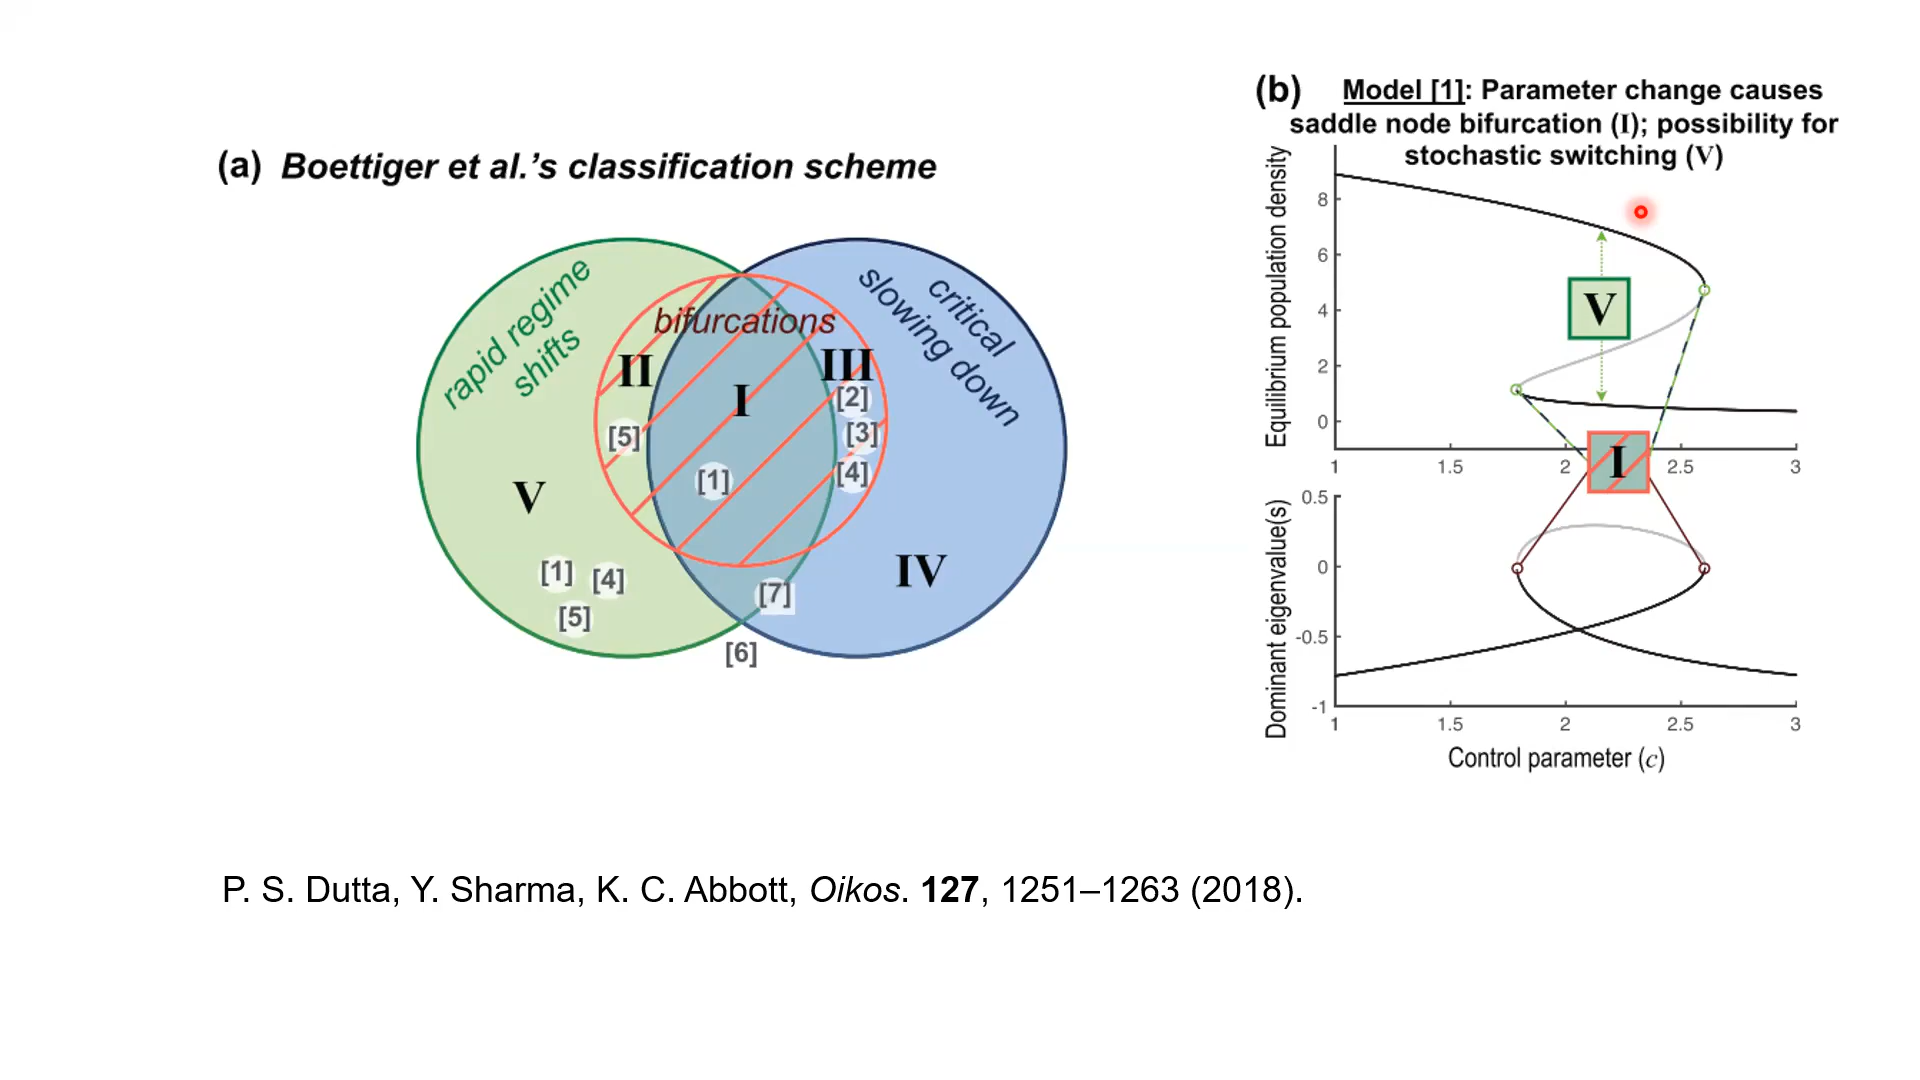 (a) Boettiger et al.'s classification scheme
rapid regime
shifts
bifurcations
critical
slowing down
II
I
III
[2]
[3]
[4]
[5]
[1]
V
IV
[1]
[4]
[5]
[7]
[6]
(b) Model [1]: Parameter change causes
saddle node bifurcation (I); possibility for
stochastic switching (V)
Equilibrium population density
8
6
4
2
0
V
1
1.5
2
2.5
3
I
Dominant eigenvalue(s)
0.5
0
-0.5
-1
1
1.5
2
2.5
3
Control parameter (c)
P. S. Dutta, Y. Sharma, K. C. Abbott, Oikos. 127, 1251–1263 (2018).